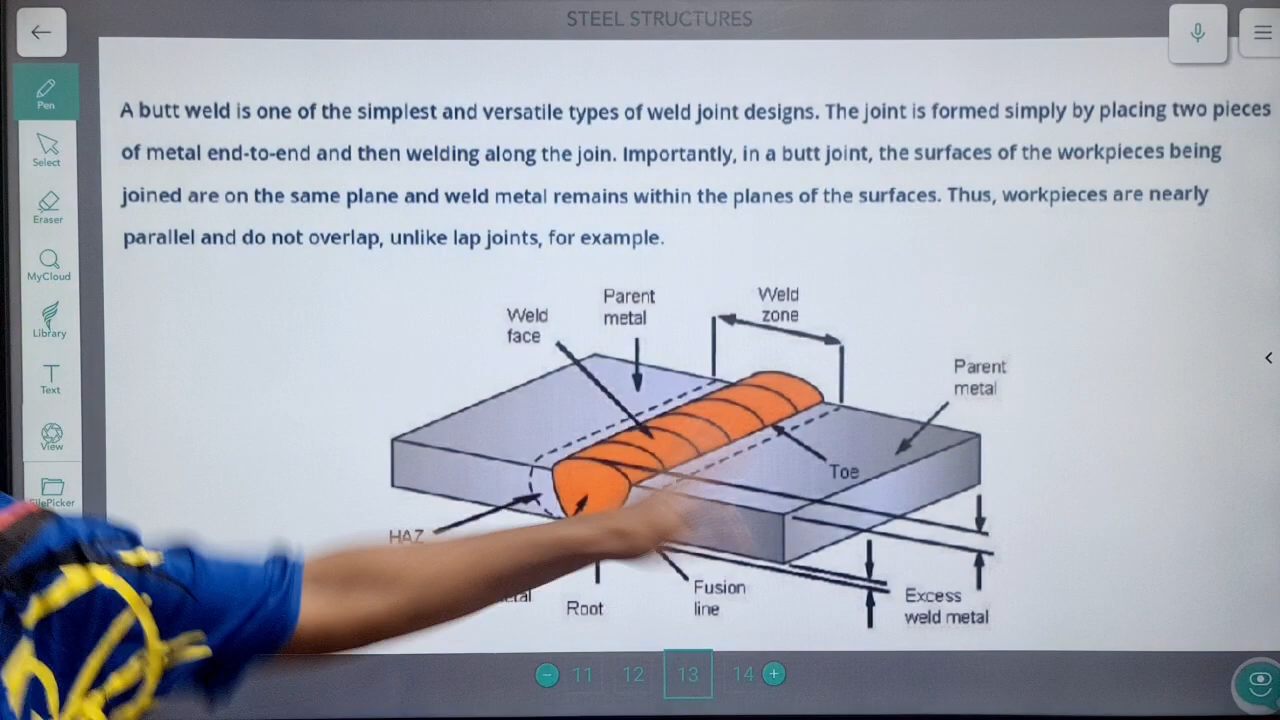 STEEL STRUCTURES
Pen
Select
Eraser
MyCloud
Library
Text
View
FilePicker
A butt weld is one of the simplest and versatile types of weld joint designs. The joint is formed simply by placing two pieces
of metal end-to-end and then welding along the join. Importantly, in a butt joint, the surfaces of the workpieces being
joined are on the same plane and weld metal remains within the planes of the surfaces. Thus, workpieces are nearly
parallel and do not overlap, unlike lap joints, for example.
Weld
face
Parent
metal
Weld
zone
Parent
metal
Toe
HAZ
Root
Fusion
line
Excess
weld metal
11 12 13 14